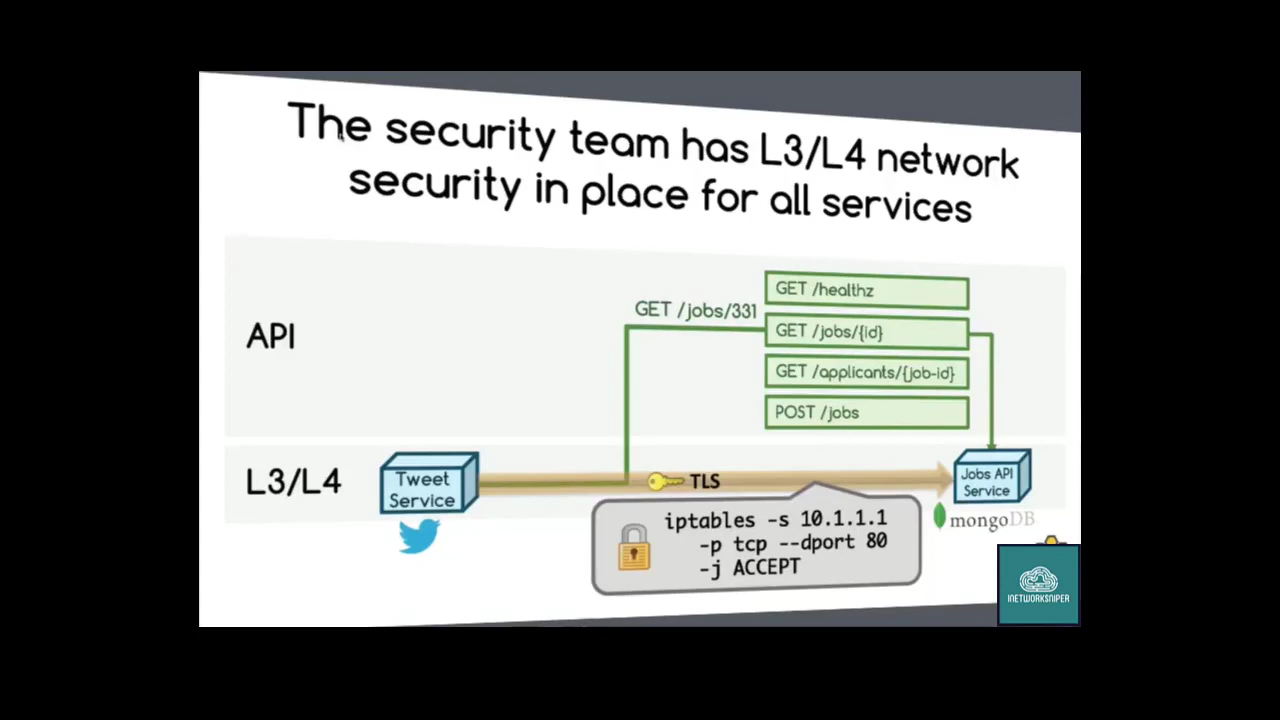 The security team has L3/L4 network
security in place for all services
API
GET /jobs/331
GET /healthz
GET /jobs/{id}
GET /applicants/{job-id}
POST /jobs
L3/L4
Tweet
Service
TLS
Jobs API
Service
mongoDB
iptables -s 10.1.1.1
-p tcp --dport 80
-j ACCEPT
INETWORKSNIPER